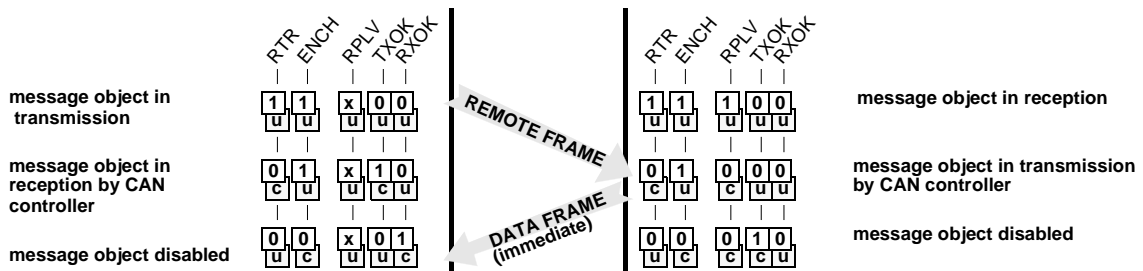 RTR ENCH RPLV TXOK RXOK RTR ENCH RPLV TXOK RXOK
message object in
transmission
1 1 x 0 0
u u u u u
REMOTE FRAME
1 1 1 0 0
u u u u u
message object in reception
message object in
reception by CAN
controller
0 1 x 1 0
c u u c u
0 1 0 0 0
c u c u u
message object in transmission
by CAN controller
DATA FRAME
(immediate)
message object disabled
0 0 x 0 1
u c u u c
0 0 0 1 0
u c c c u
message object disabled